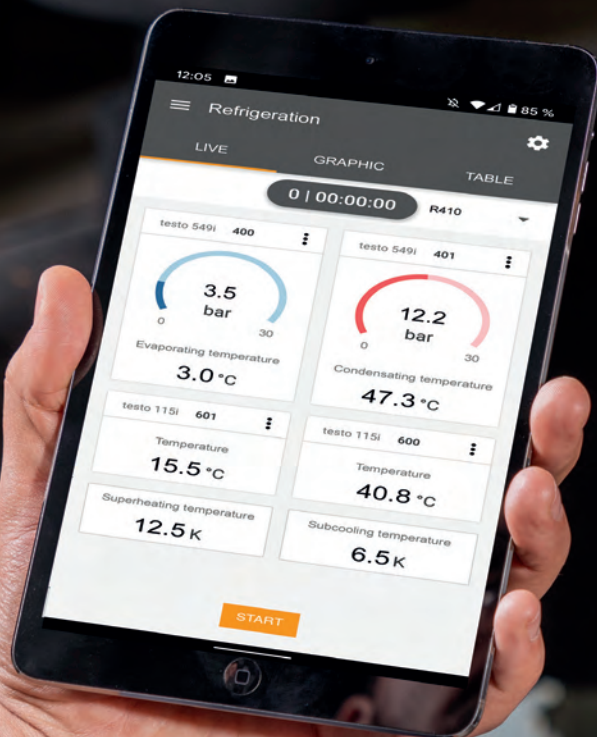 12:05 85 %
Refrigeration
LIVE GRAPHIC TABLE
0 | 00:00:00 R410
testo 549i 400
3.5
bar
0 30
Evaporating temperature
3.0 °C
testo 549i 401
12.2
bar
0 30
Condensating temperature
47.3 °C
testo 115i 601
Temperature
15.5 °C
testo 115i 600
Temperature
40.8 °C
Superheating temperature
12.5 K
Subcooling temperature
6.5 K
START